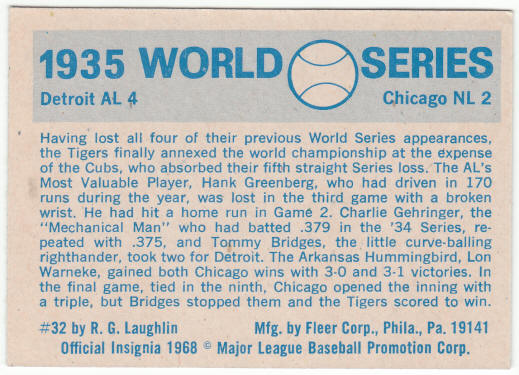 1935 WORLD SERIES
Detroit AL 4 Chicago NL 2
Having lost all four of their previous World Series appearances,
the Tigers finally annexed the world championship at the expense
of the Cubs, who absorbed their fifth straight Series loss. The AL's
Most Valuable Player, Hank Greenberg, who had driven in 170
runs during the year, was lost in the third game with a broken
wrist. He had hit a home run in Game 2. Charlie Gehringer, the
"Mechanical Man" who had batted .379 in the '34 Series, re-
peated with .375, and Tommy Bridges, the little curve-balling
righthander, took two for Detroit. The Arkansas Hummingbird, Lon
Warneke, gained both Chicago wins with 3-0 and 3-1 victories. In
the final game, tied in the ninth, Chicago opened the inning with
a triple, but Bridges stopped them and the Tigers scored to win.
#32 by R. G. Laughlin Mfg. by Fleer Corp., Phila., Pa. 19141
Official Insignia 1968 © Major League Baseball Promotion Corp.